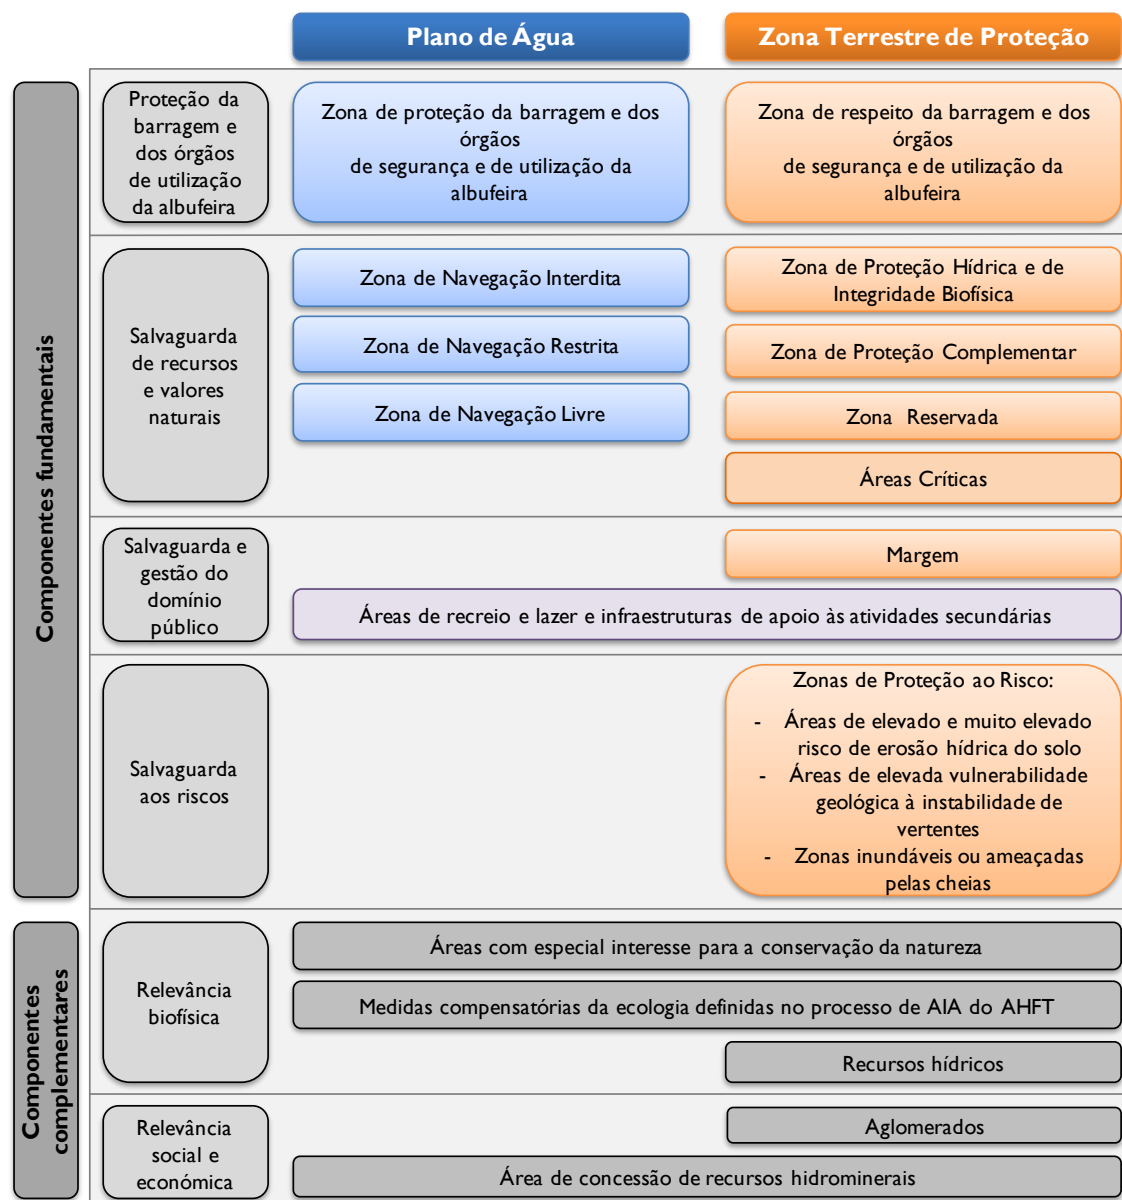 Plano de Água
Zona Terrestre de Proteção
Componentes fundamentais
Proteção da
barragem e
dos órgãos
de utilização
da albufeira
Zona de proteção da barragem e dos
órgãos
de segurança e de utilização da
albufeira
Zona de respeito da barragem e dos
órgãos
de segurança e de utilização da
albufeira
Salvaguarda
de recursos
e valores
naturais
Zona de Navegação Interdita
Zona de Navegação Restrita
Zona de Navegação Livre
Zona de Proteção Hídrica e de
Integridade Biofísica
Zona de Proteção Complementar
Zona Reservada
Áreas Críticas
Salvaguarda e
gestão do
domínio
público
Margem
Áreas de recreio e lazer e infraestruturas de apoio às atividades secundárias
Salvaguarda
aos riscos
Zonas de Proteção ao Risco:
- Áreas de elevado e muito elevado
risco de erosão hídrica do solo
- Áreas de elevada vulnerabilidade
geológica à instabilidade de
vertentes
- Zonas inundáveis ou ameaçadas
pelas cheias
Componentes
complementares
Relevância
biofísica
Áreas com especial interesse para a conservação da natureza
Medidas compensatórias da ecologia definidas no processo de AIA do AHFT
Recursos hídricos
Relevância
social e
económica
Aglomerados
Área de concessão de recursos hidrominerais